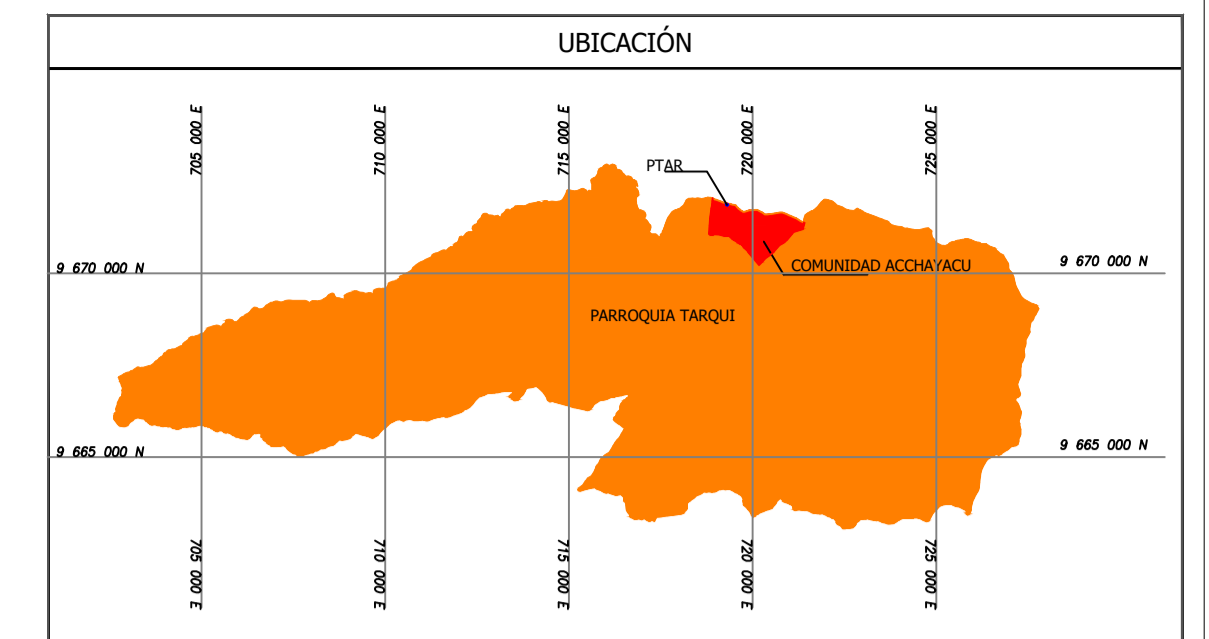 UBICACIÓN
705 000 E
710 000 E
715 000 E
720 000 E
725 000 E
PTAR
9 670 000 N
COMUNIDAD ACCHAYACU
9 670 000 N
PARROQUIA TARQUI
9 665 000 N
9 665 000 N
705 000 E
710 000 E
715 000 E
720 000 E
725 000 E